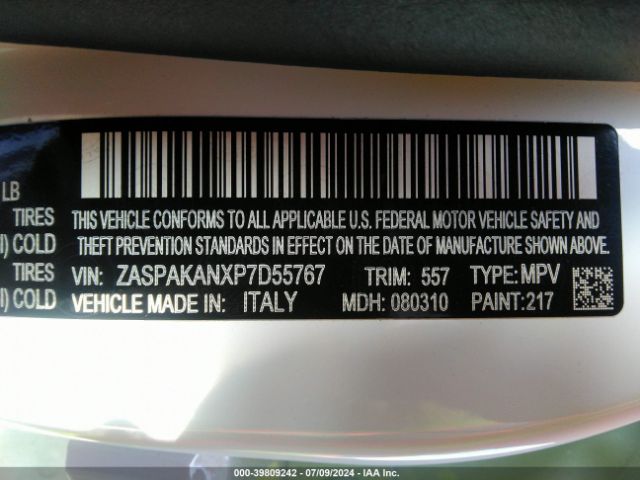 LB
TIRES
) COLD
TIRES
) COLD
THIS VEHICLE CONFORMS TO ALL APPLICABLE U.S. FEDERAL MOTOR VEHICLE SAFETY AND
THEFT PREVENTION STANDARDS IN EFFECT ON THE DATE OF MANUFACTURE SHOWN ABOVE.
VIN: ZASPAKANXP7D55767 TRIM: 557 TYPE: MPV
VEHICLE MADE IN: ITALY MDH: 080310 PAINT: 217
000-39809242 / 07/09/2024 - IAA Inc.